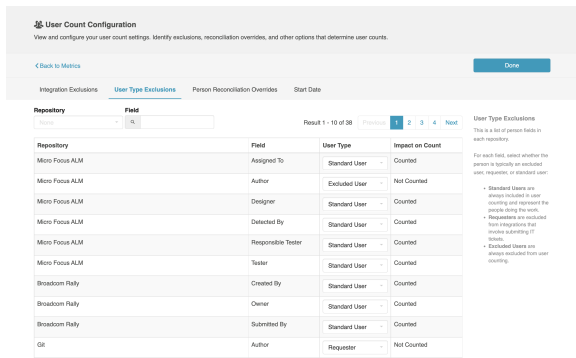 User Count Configuration
View and configure your user count settings. Identify exclusions, reconciliation overrides, and other options that determine user counts.
Back to Metrics
Done
Integration Exclusions User Type Exclusions Person Reconciliation Overrides Start Date
Repository Field
None
Result 1 - 10 of 38 Previous 1 2 3 4 Next
Repository Field User Type Impact on Count
Micro Focus ALM Assigned To Standard User Counted
Micro Focus ALM Author Excluded User Not Counted
Micro Focus ALM Designer Standard User Counted
Micro Focus ALM Detected By Standard User Counted
Micro Focus ALM Responsible Tester Standard User Counted
Micro Focus ALM Tester Standard User Counted
Broadcom Rally Created By Standard User Counted
Broadcom Rally Owner Standard User Counted
Broadcom Rally Submitted By Standard User Counted
Git Author Requester Not Counted
User Type Exclusions
This is a list of person fields in
each repository.
For each field, select whether the
person is typically an excluded
user, requester, or standard user:
Standard Users are
always included in user
counting and represent the
people doing the work.
Requesters are excluded
from integrations that
involve submitting IT
tickets.
Excluded Users are
always excluded from user
counting.